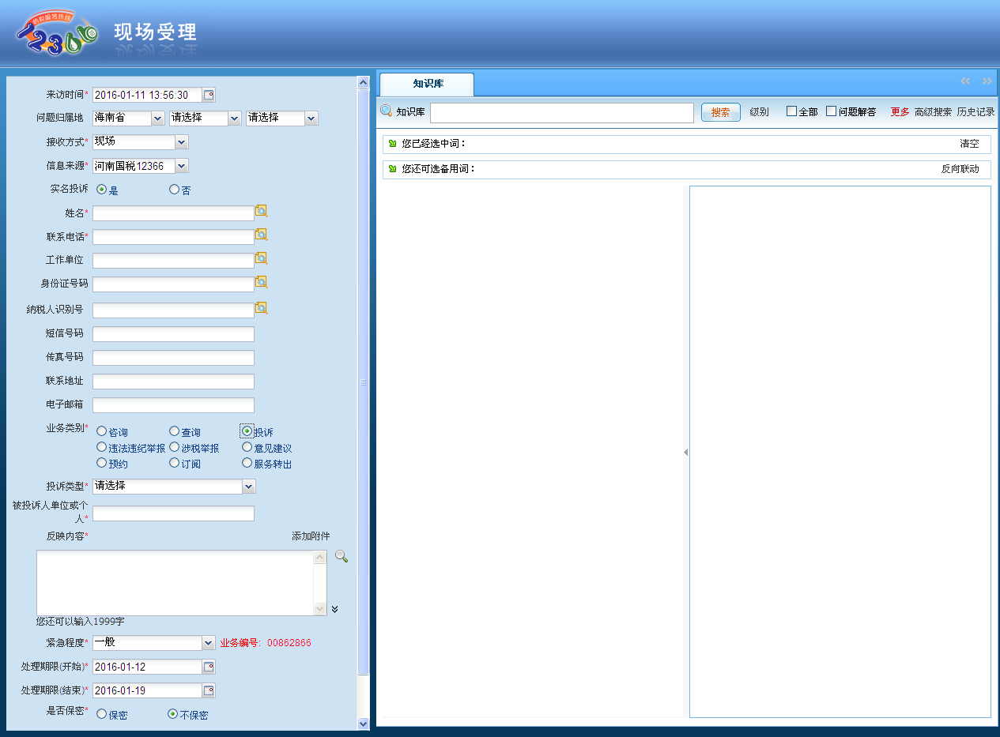 纳税服务热线
12366
现场受理
来访时间* 2016-01-11 13:56:30
问题归属地 海南省 请选择 请选择
接收方式* 现场
信息来源* 河南国税12366
实名投诉 是 否
姓名*
联系电话*
工作单位
身份证号码
纳税人识别号
短信号码
传真号码
联系地址
电子邮箱
业务类别* 咨询 查询 投诉
违法违纪举报 涉税举报 意见建议
预约 订阅 服务转出
投诉类型* 请选择
被投诉人单位或个
人*
反映内容* 添加附件
您还可以输入1999字
紧急程度* 一般 业务编号: 00862866
处理期限(开始)* 2016-01-12
处理期限(结束)* 2016-01-19
是否保密* 保密 不保密
知识库
知识库 搜索 级别 全部 问题解答 更多 高级搜索 历史记录
您已经选中词： 清空
您还可选备用词： 反向联动